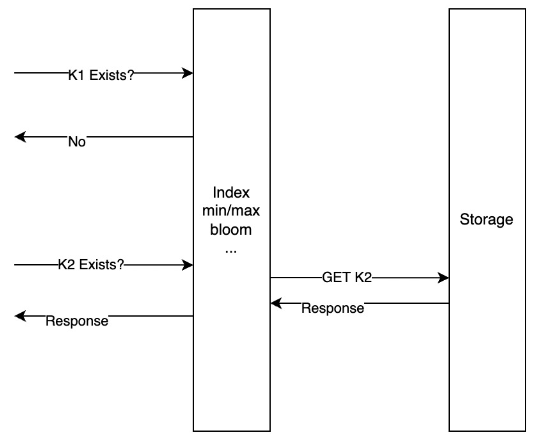 K1 Exists?
No
Index
min/max
bloom
...
Storage
K2 Exists?
GET K2
Response
Response